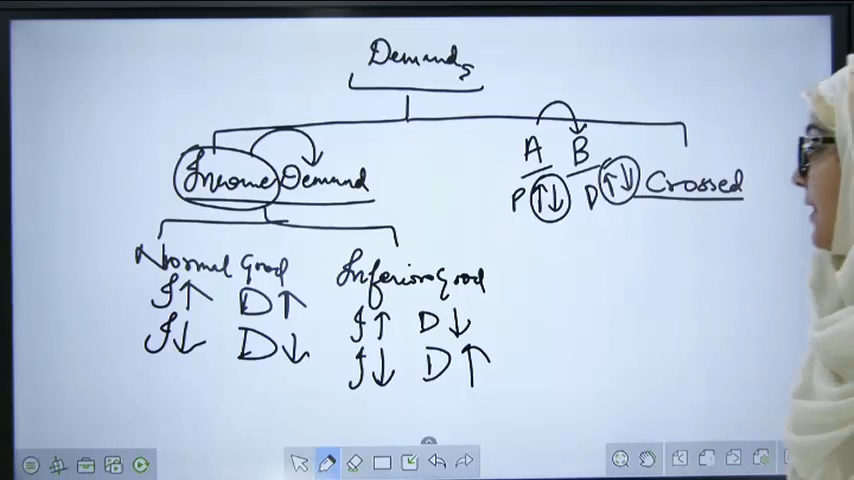 Demands
Income Demand
A B
P ↑↓ D ↑↓ Crossed
Normal Good
I↑ D↑
I↓ D↓
Inferior Good
I↑ D↓
I↓ D↑